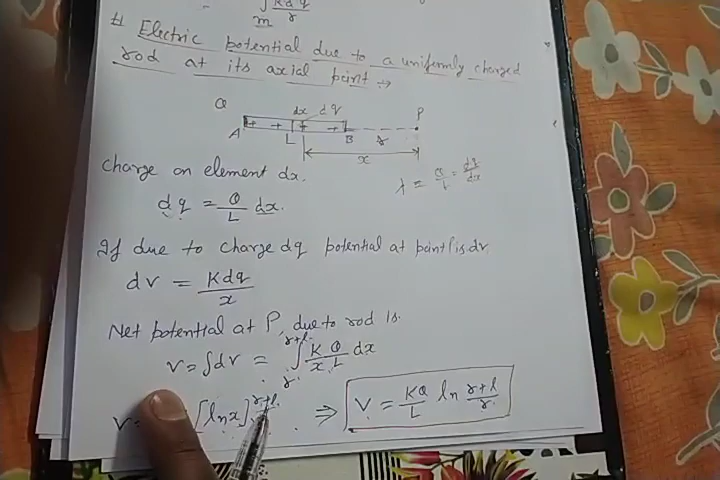 ∫ Kdq/r
m
# Electric potential due to a uniformly charged
rod at its axial point :→
Q dx dq P
A + + + + B r
L
x
charge on element dx. λ = Q/L = dq/dx
dq = Q/L dx.
If due to charge dq potential at point P is dv.
dv = Kdq/x
Net potential at P, due to rod is.
v = ∫dv = ∫_r^{r+l} K/x Q/L dx
v = [ln x]^{r+l} ⇒ V = KQ/L ln (r+l)/r